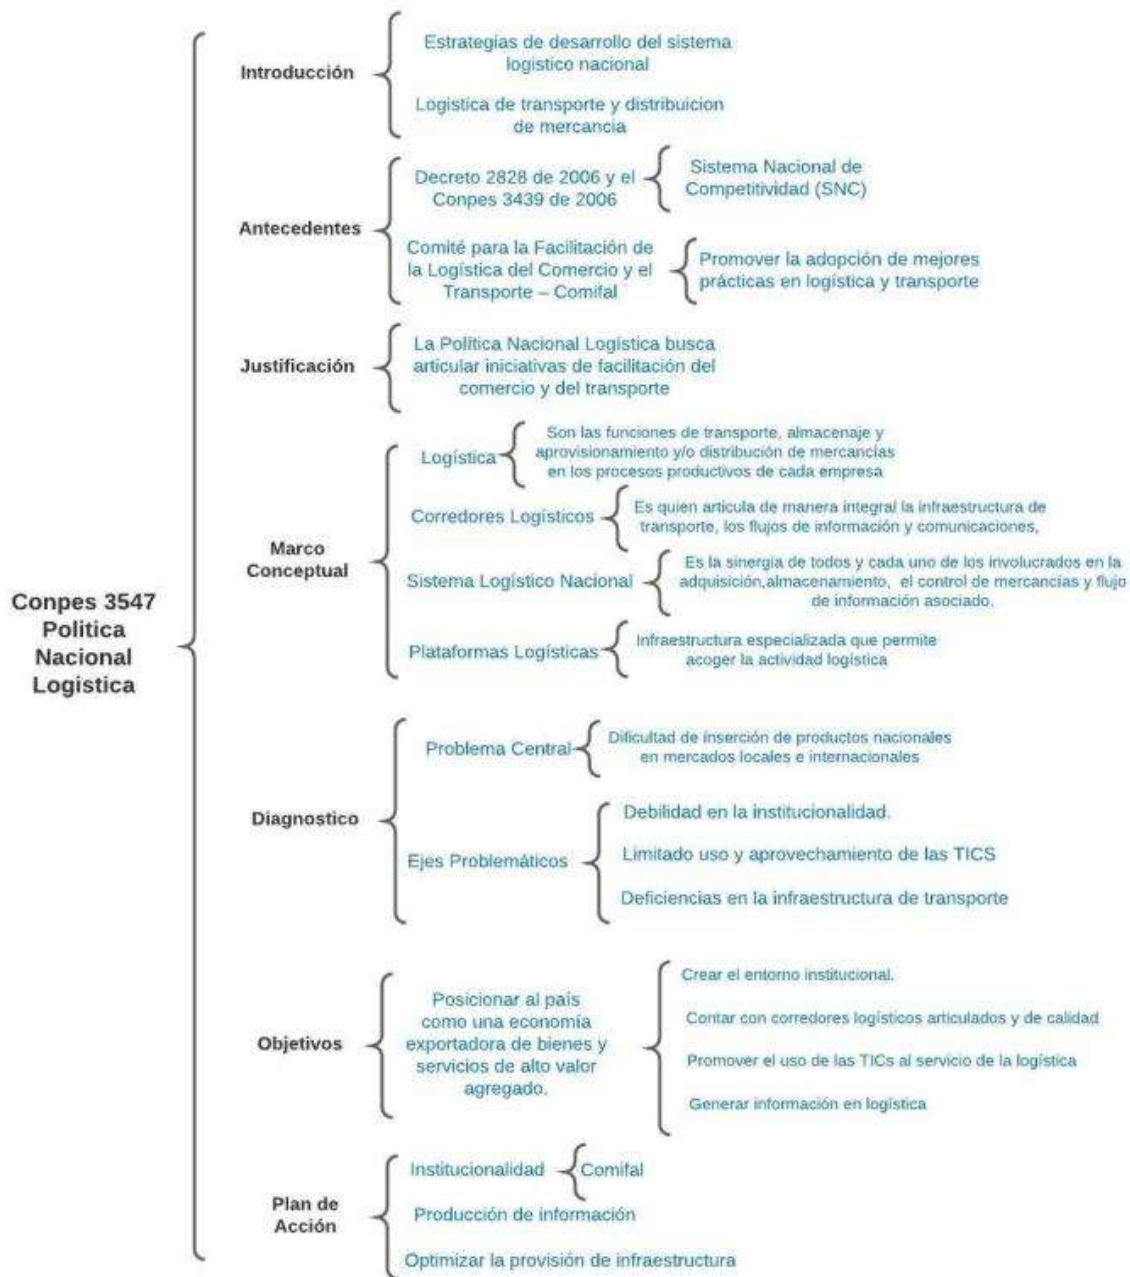 Conpes 3547
Politica
Nacional
Logistica
Introducción
Estrategias de desarrollo del sistema
logistico nacional
Logistica de transporte y distribuicion
de mercancia
Antecedentes
Decreto 2828 de 2006 y el
Conpes 3439 de 2006
Sistema Nacional de
Competitividad (SNC)
Comité para la Facilitación de
la Logística del Comercio y el
Transporte – Comifal
Promover la adopción de mejores
prácticas en logística y transporte
Justificación
La Política Nacional Logística busca
articular iniciativas de facilitación del
comercio y del transporte
Marco
Conceptual
Logística
Son las funciones de transporte, almacenaje y
aprovisionamiento y/o distribución de mercancías
en los procesos productivos de cada empresa
Corredores Logísticos
Es quien articula de manera integral la infraestructura de
transporte, los flujos de información y comunicaciones,
Sistema Logístico Nacional
Es la sinergia de todos y cada uno de los involucrados en la
adquisición,almacenamiento, el control de mercancías y flujo
de información asociado.
Plataformas Logísticas
Infraestructura especializada que permite
acoger la actividad logística
Diagnostico
Problema Central
Dificultad de inserción de productos nacionales
en mercados locales e internacionales
Ejes Problemáticos
Debilidad en la institucionalidad.
Limitado uso y aprovechamiento de las TICS
Deficiencias en la infraestructura de transporte
Objetivos
Posicionar al país
como una economía
exportadora de bienes y
servicios de alto valor
agregado.
Crear el entorno institucional.
Contar con corredores logísticos articulados y de calidad
Promover el uso de las TICs al servicio de la logística
Generar información en logística
Plan de
Acción
Institucionalidad
Comifal
Producción de información
Optimizar la provisión de infraestructura